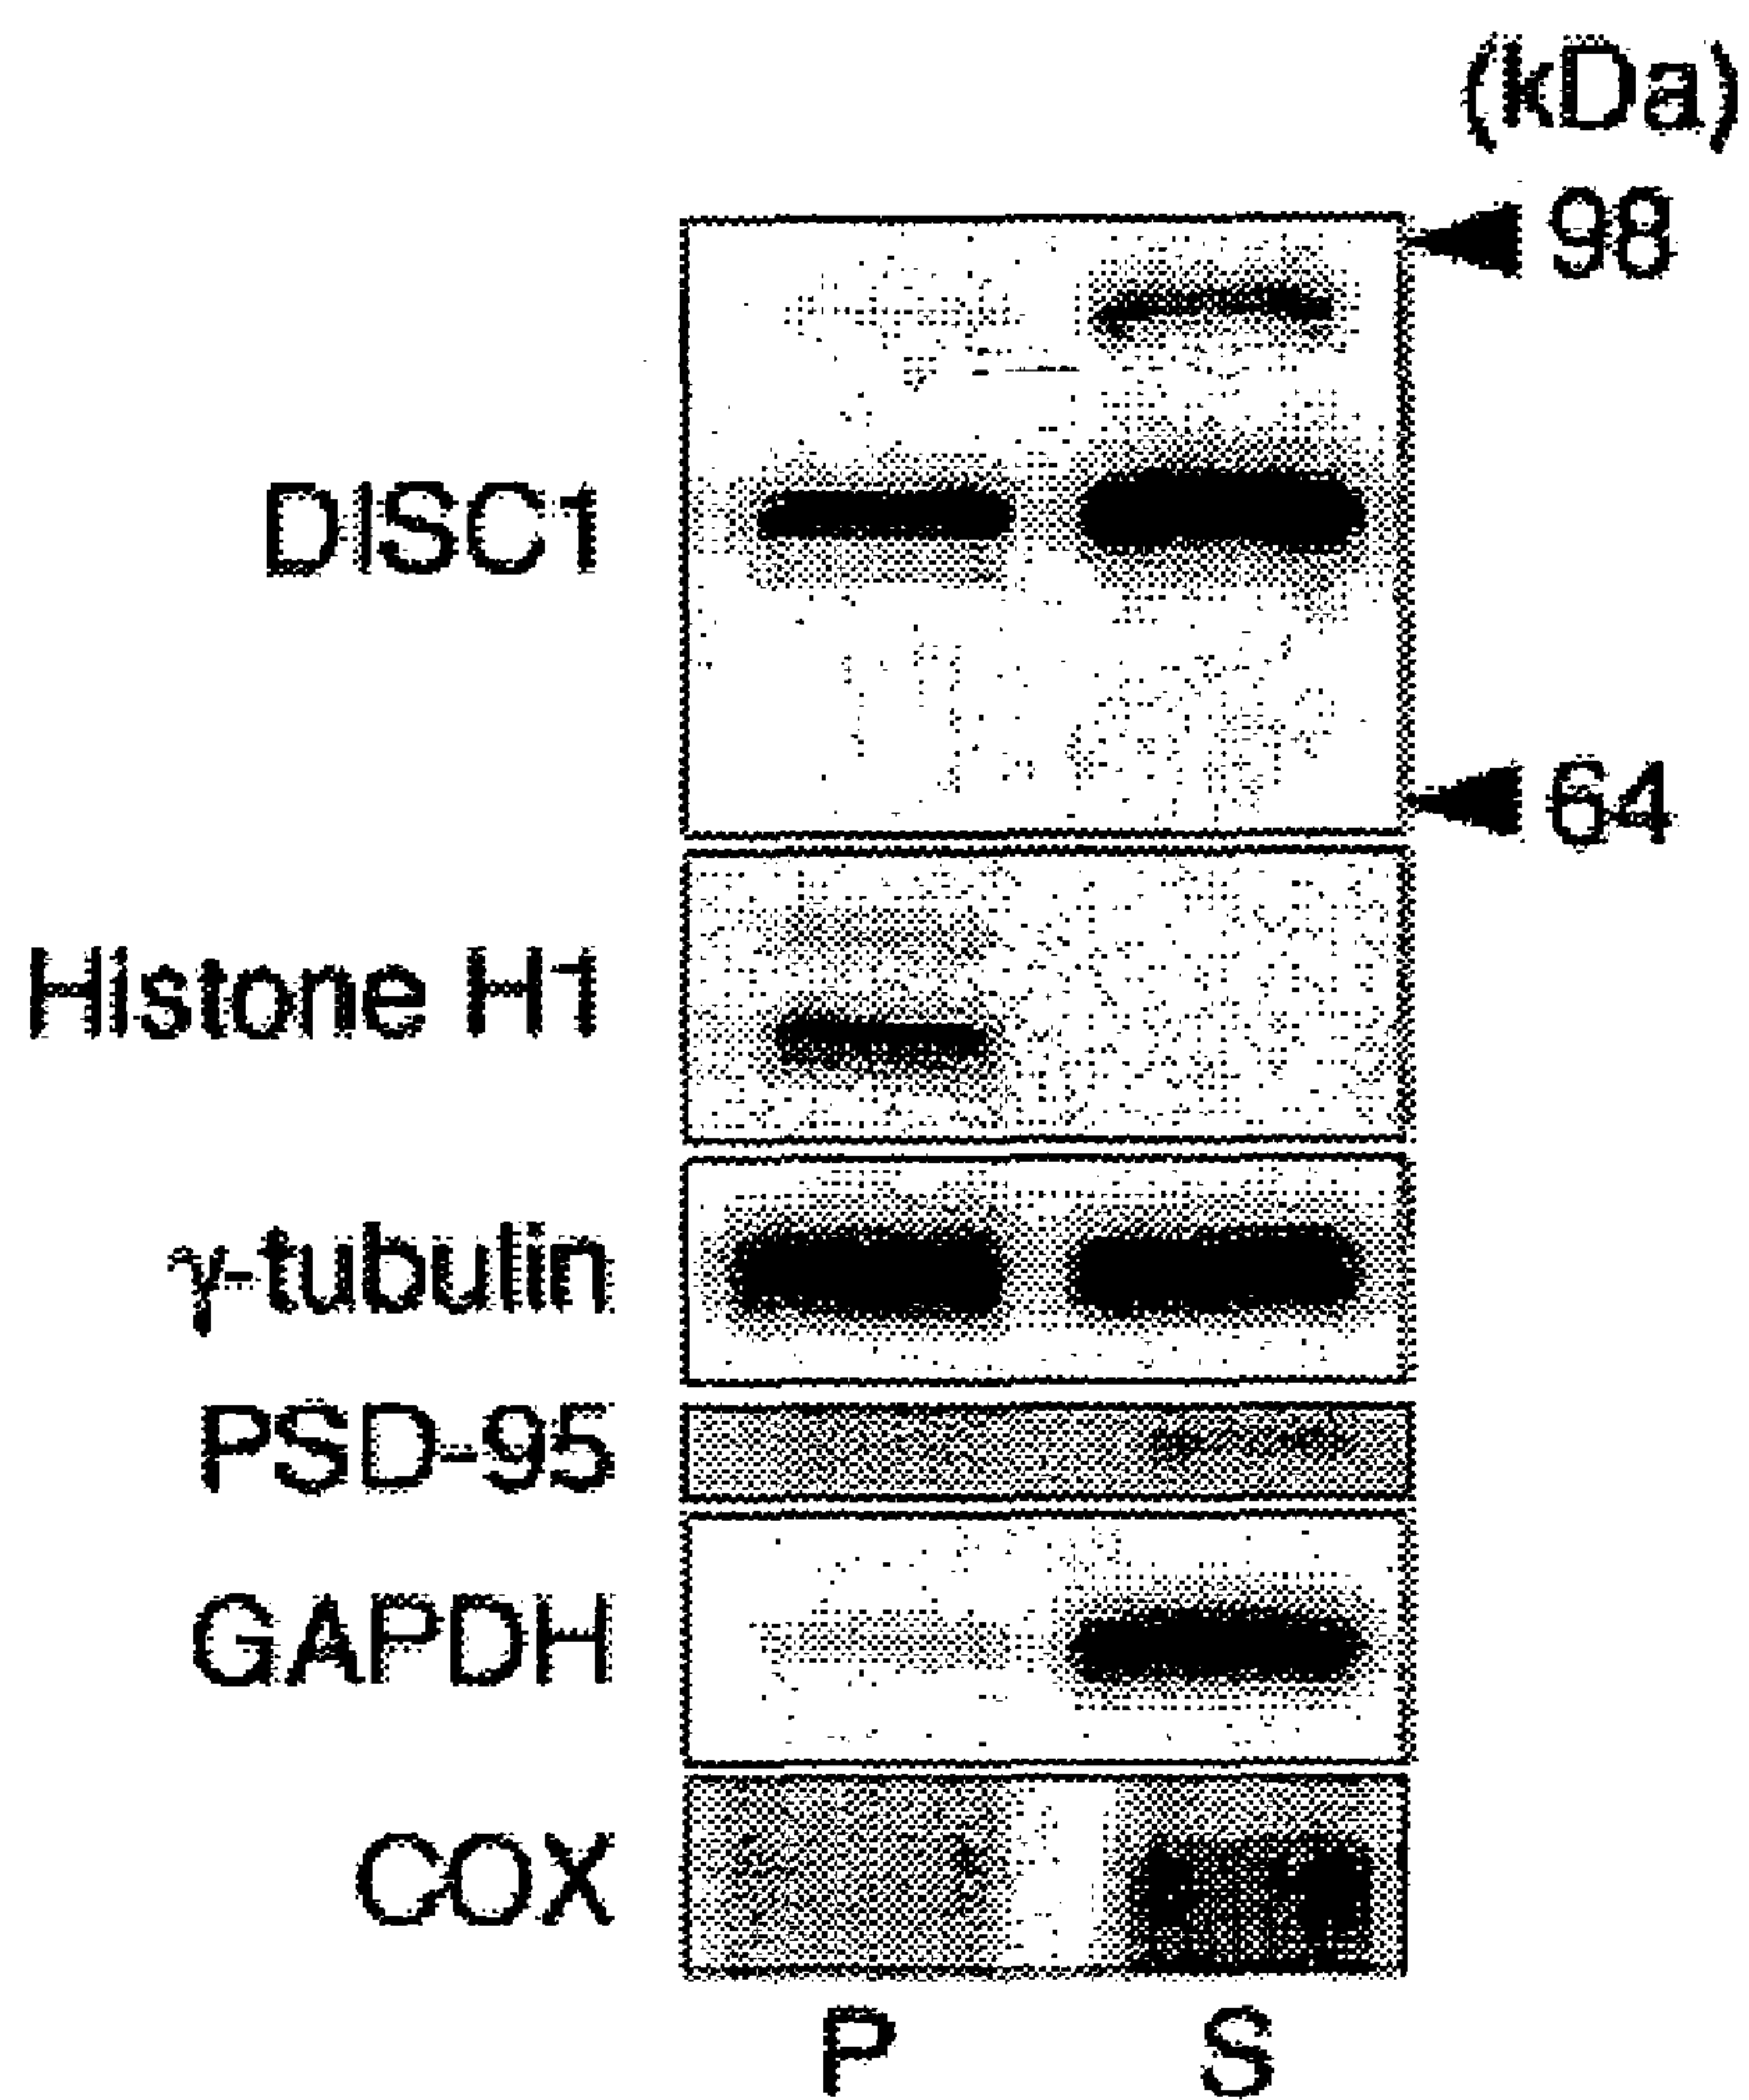 (kDa)
98
DISC1
64
Histone H1
γ-tubulin
PSD-95
GAPDH
COX
P S